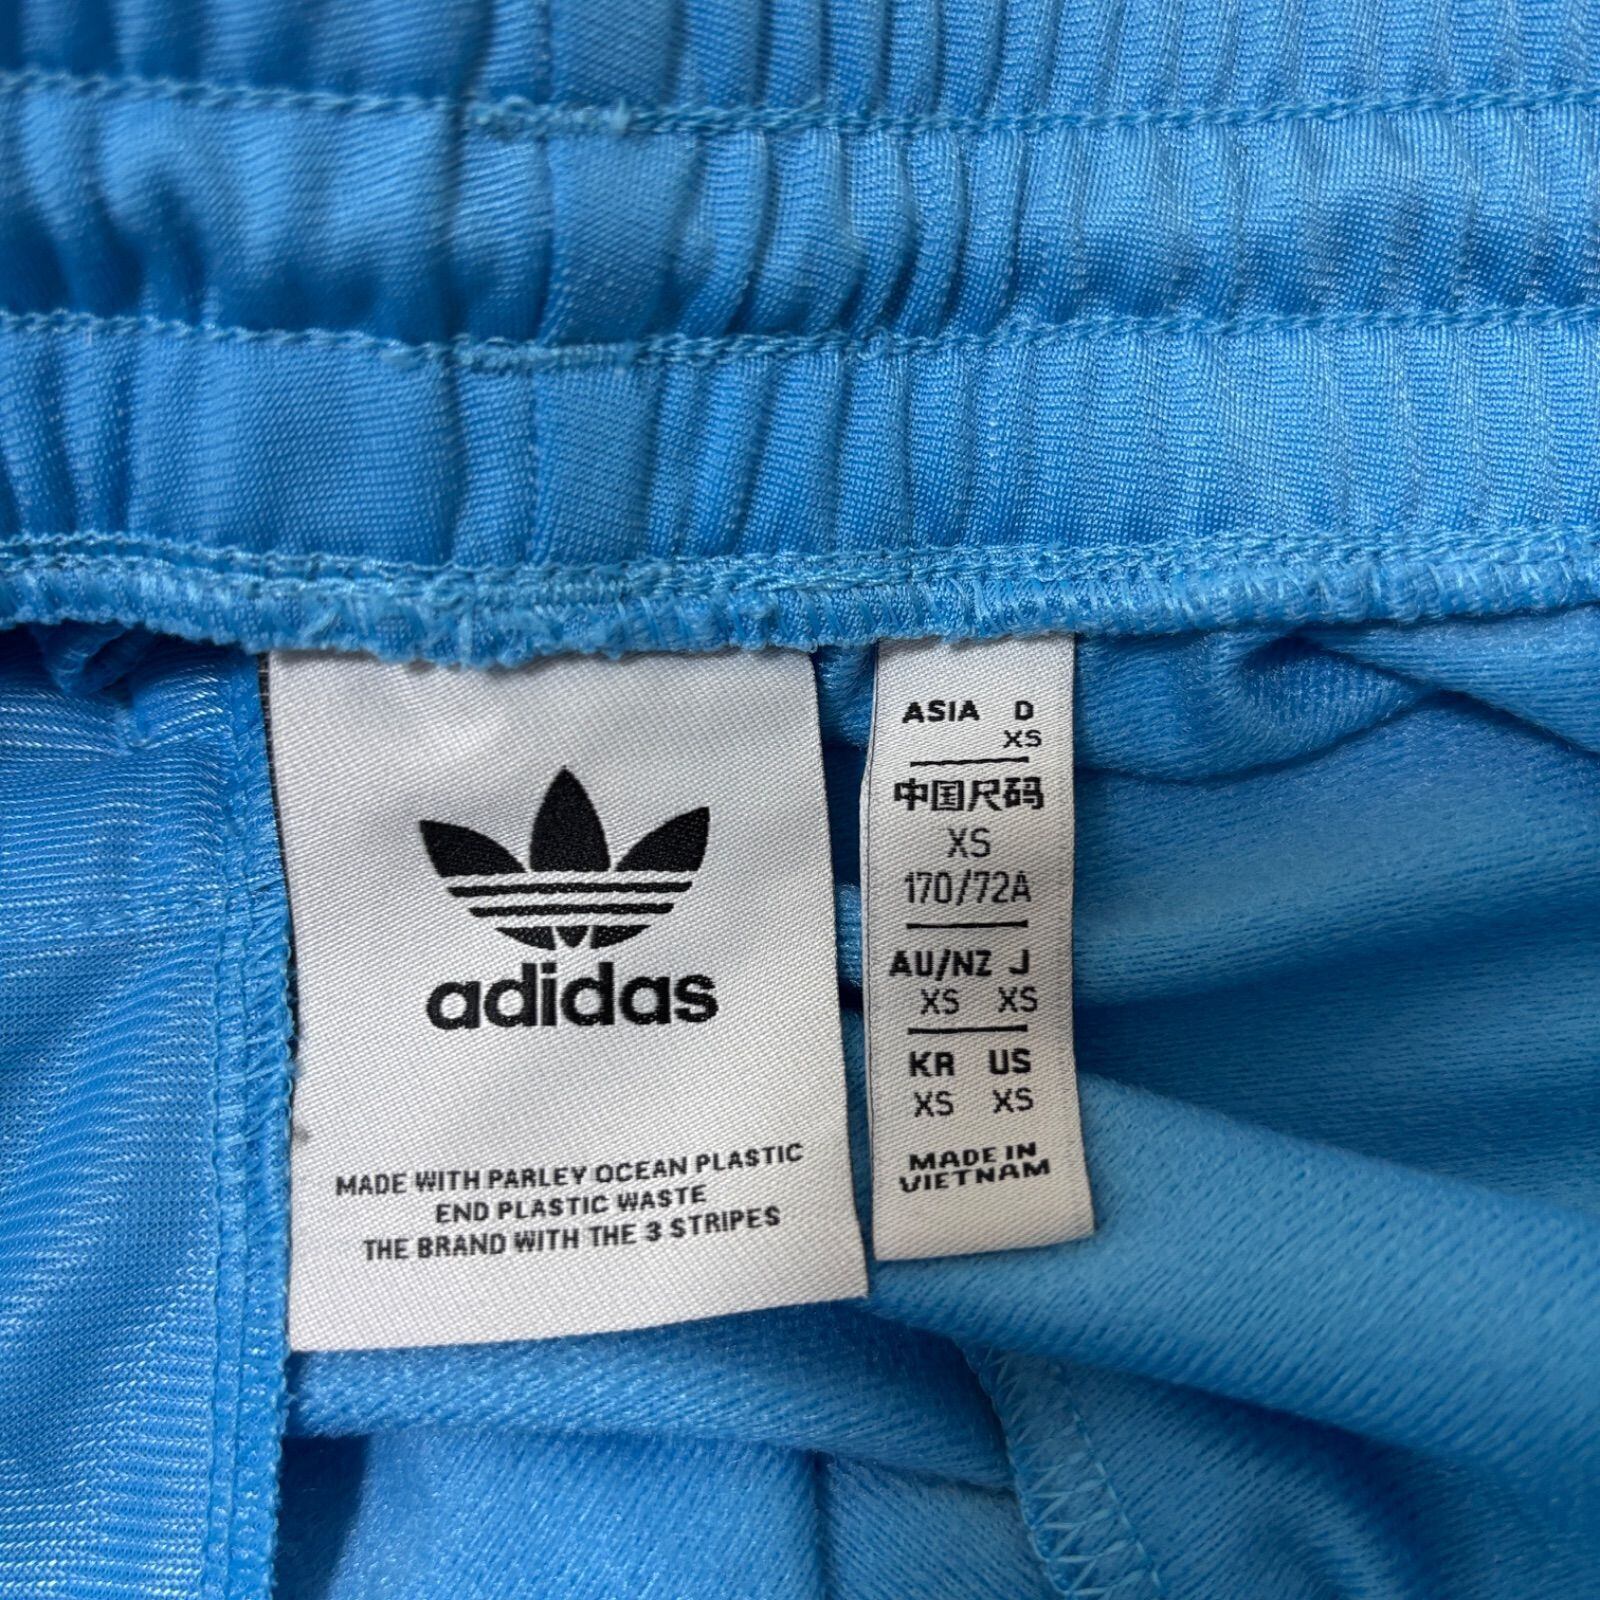 adidas
MADE WITH PARLEY OCEAN PLASTIC
END PLASTIC WASTE
THE BRAND WITH THE 3 STRIPES
ASIA D
XS
中国尺码
XS
170/72A
AU/NZ J
XS XS
KR US
XS XS
MADE IN
VIETNAM